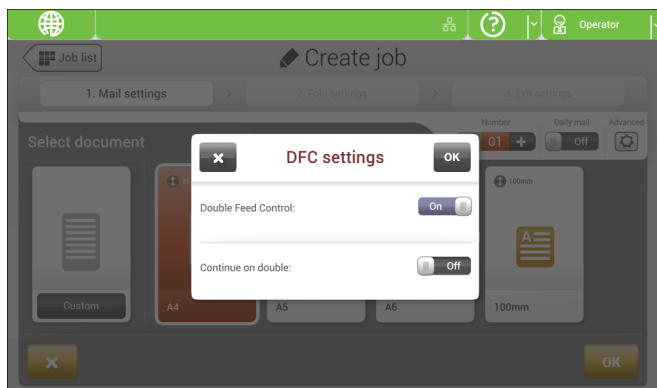 Operator
Job list
Create job
1. Mail settings
2. Fold settings
3. Exit settings
Number
Daily mail
Advanced
Select document
01
Off
DFC settings
OK
100mm
Double Feed Control:
On
Continue on double:
Off
Custom
A4
A5
A6
100mm
OK